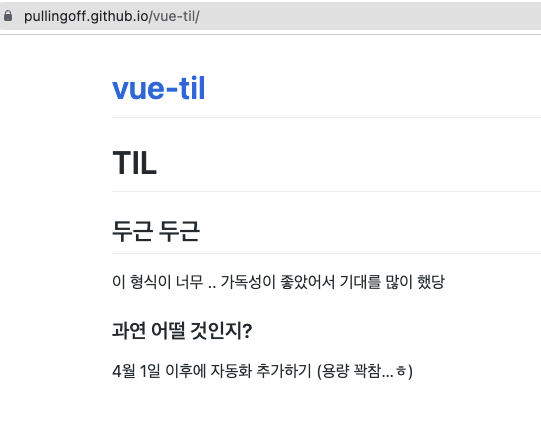 pullingoff.github.io/vue-til/
vue-til
TIL
두근 두근
이 형식이 너무 .. 가독성이 좋았어서 기대를 많이 했당
과연 어떨 것인지?
4월 1일 이후에 자동화 추가하기 (용량 꽉참...ㅎ)